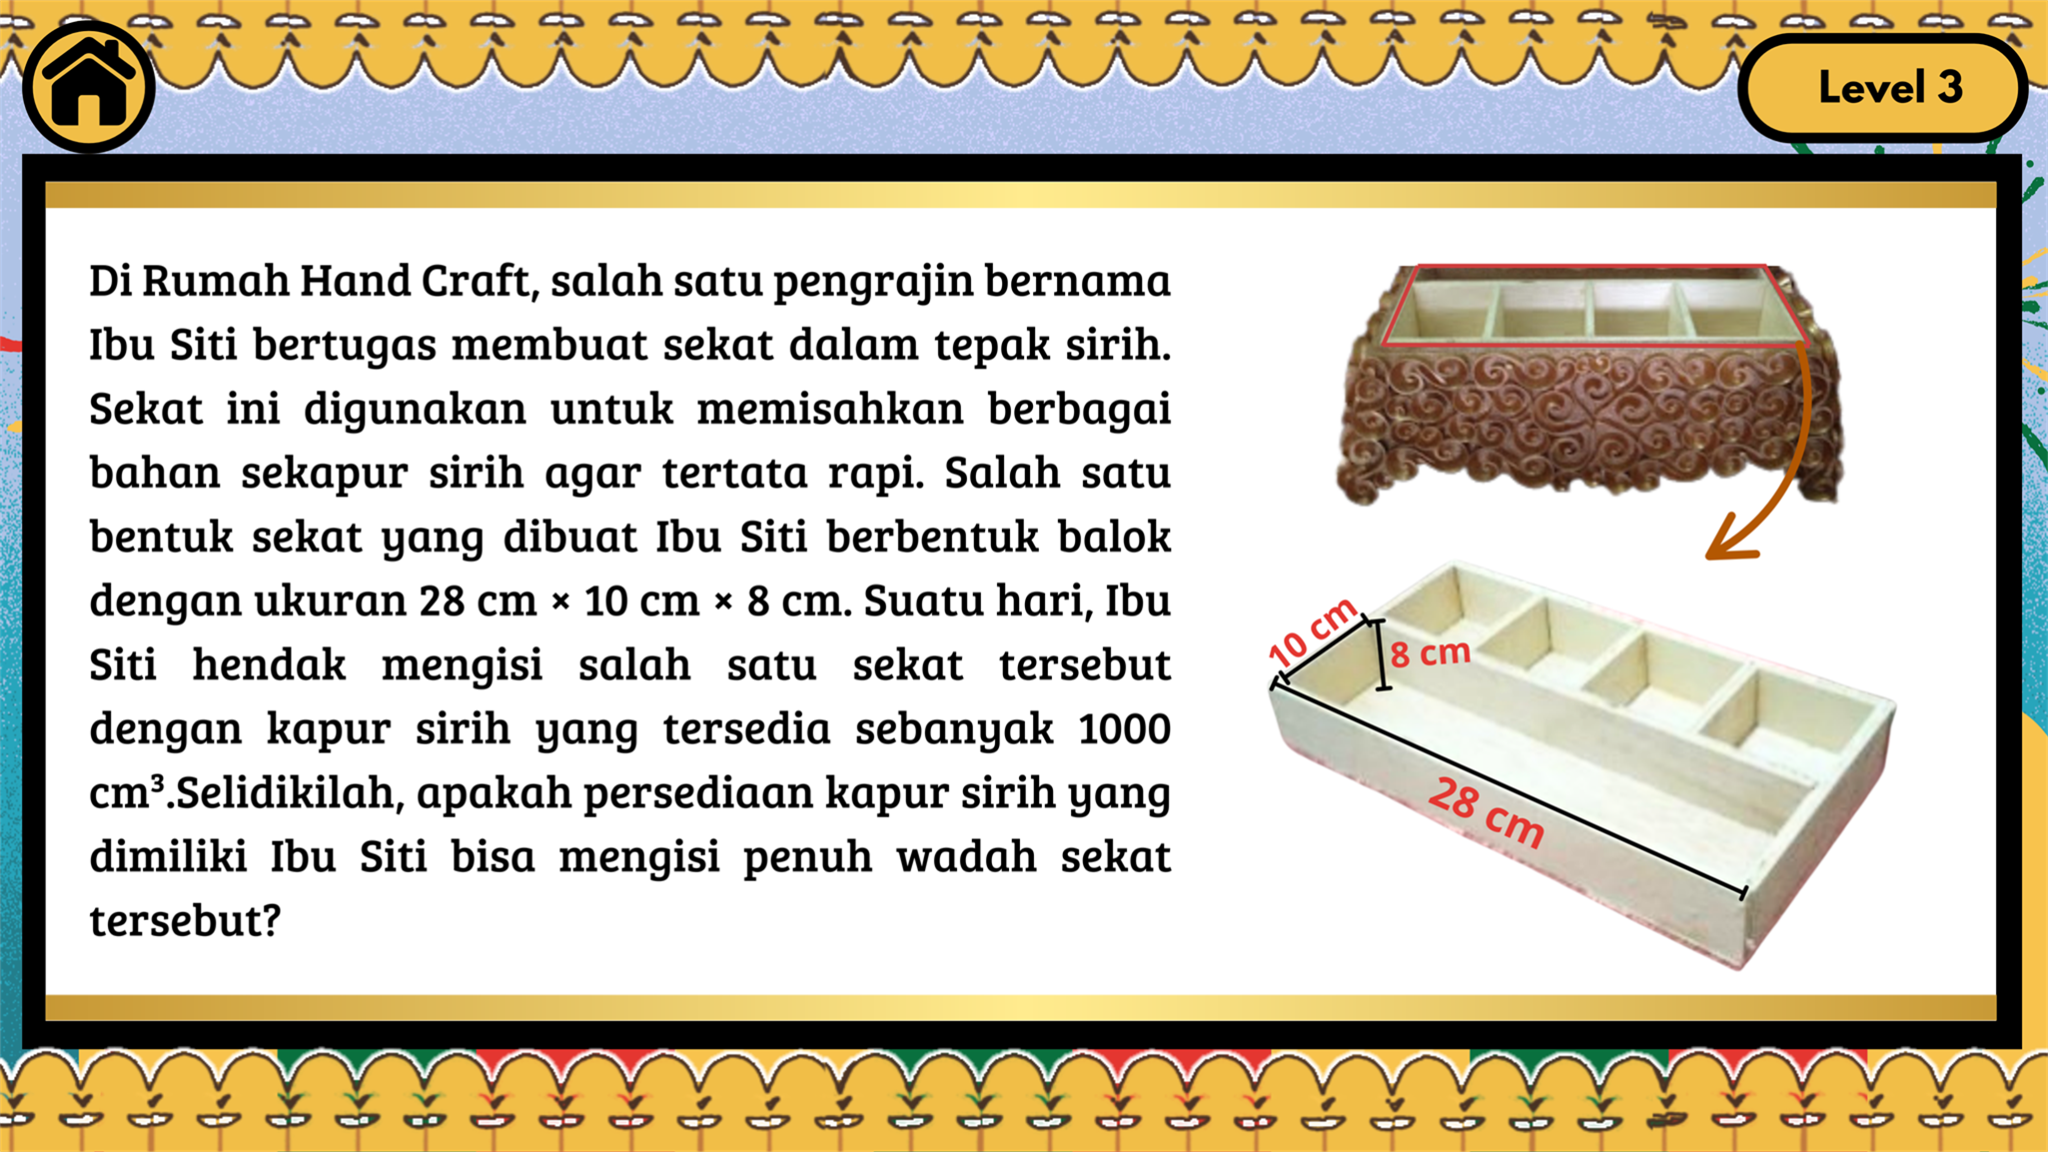 Level 3
Di Rumah Hand Craft, salah satu pengrajin bernama
Ibu Siti bertugas membuat sekat dalam tepak sirih.
Sekat ini digunakan untuk memisahkan berbagai
bahan sekapur sirih agar tertata rapi. Salah satu
bentuk sekat yang dibuat Ibu Siti berbentuk balok
dengan ukuran 28 cm × 10 cm × 8 cm. Suatu hari, Ibu
Siti hendak mengisi salah satu sekat tersebut
dengan kapur sirih yang tersedia sebanyak 1000
cm³.Selidikilah, apakah persediaan kapur sirih yang
dimiliki Ibu Siti bisa mengisi penuh wadah sekat
tersebut?
10 cm
8 cm
28 cm